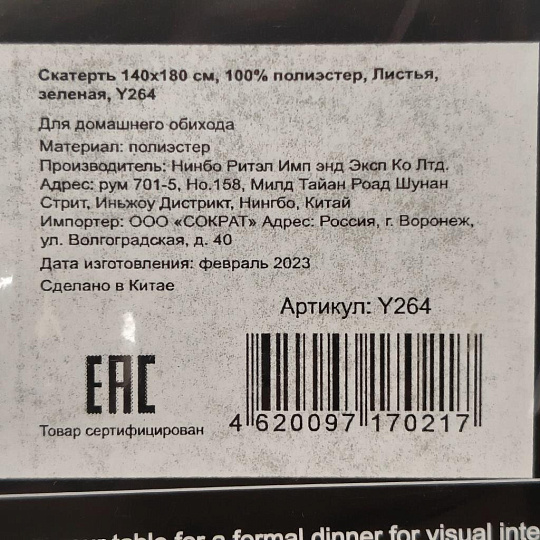 Скатерть 140х180 см, 100% полиэстер, Листья,
зеленая, Y264
Для домашнего обихода
Материал: полиэстер
Производитель: Нинбо Ритэл Имп энд Эксп Ко Лтд.
Адрес: рум 701-5, Но.158, Милд Тайан Роад Шунан
Стрит, Иньжоу Дистрикт, Нингбо, Китай
Импортер: ООО «СОКРАТ» Адрес: Россия, г. Воронеж,
ул. Волгоградская, д. 40
Дата изготовления: февраль 2023
Сделано в Китае
Артикул: Y264
EAC
Товар сертифицирован
4 620097 170217
table for a formal dinner for visual inte